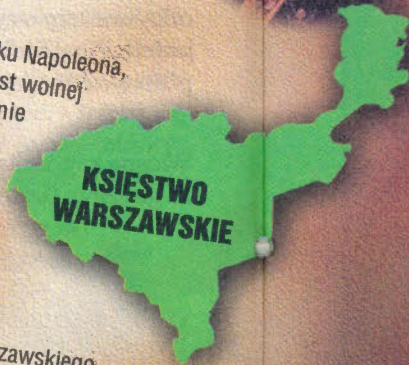 ku Napoleona,
st wolnej
nie
KSIĘSTWO
WARSZAWSKIE
zawskiego